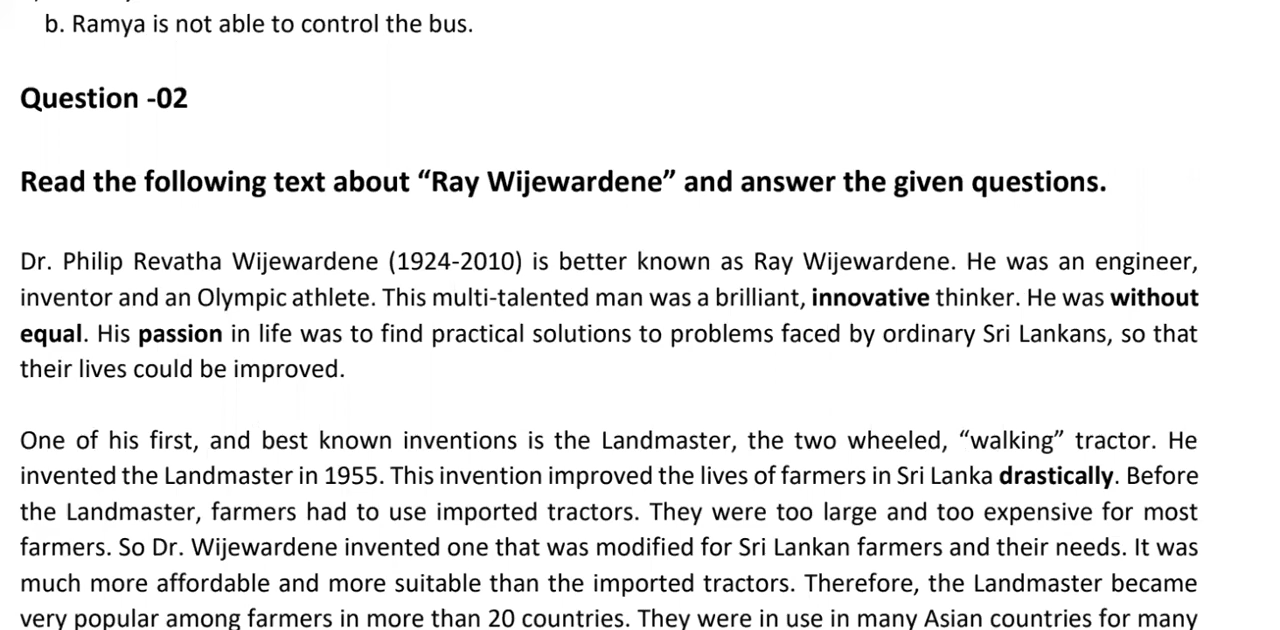 b. Ramya is not able to control the bus.
Question -02
Read the following text about “Ray Wijewardene” and answer the given questions.
Dr. Philip Revatha Wijewardene (1924-2010) is better known as Ray Wijewardene. He was an engineer,
inventor and an Olympic athlete. This multi-talented man was a brilliant, innovative thinker. He was without
equal. His passion in life was to find practical solutions to problems faced by ordinary Sri Lankans, so that
their lives could be improved.
One of his first, and best known inventions is the Landmaster, the two wheeled, “walking” tractor. He
invented the Landmaster in 1955. This invention improved the lives of farmers in Sri Lanka drastically. Before
the Landmaster, farmers had to use imported tractors. They were too large and too expensive for most
farmers. So Dr. Wijewardene invented one that was modified for Sri Lankan farmers and their needs. It was
much more affordable and more suitable than the imported tractors. Therefore, the Landmaster became
very popular among farmers in more than 20 countries. They were in use in many Asian countries for many